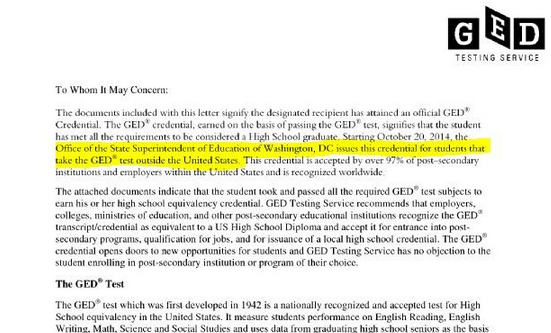 GED
TESTING SERVICE
To Whom It May Concern:
The documents included with this letter signify the designated recipient has attained an official GED®
Credential. The GED® credential, earned on the basis of passing the GED® test, signifies that the student
has met all the requirements to be considered a High School graduate. Starting October 20, 2014, the
Office of the State Superintendent of Education of Washington, DC issues this credential for students that
take the GED® test outside the United States. This credential is accepted by over 97% of post–secondary
institutions and employers within the United States and is recognized worldwide.
The attached documents indicate that the student took and passed all the required GED® test subjects to
earn his or her high school equivalency credential. GED Testing Service recommends that employers,
colleges, ministries of education, and other post-secondary educational institutions recognize the GED®
transcript/credential as equivalent to a US High School Diploma and accept it for entrance into post-
secondary programs, qualification for jobs, and for issuance of a local high school credential. The GED®
credential opens doors to new opportunities for students and GED Testing Service has no objection to the
student enrolling in post-secondary institution or program of their choice.
The GED® Test
The GED® test which was first developed in 1942 is a nationally recognized and accepted test for High
School equivalency in the United States. It measure students performance on English Reading, English
Writing, Math, Science and Social Studies and uses data from graduating high school seniors as the basis